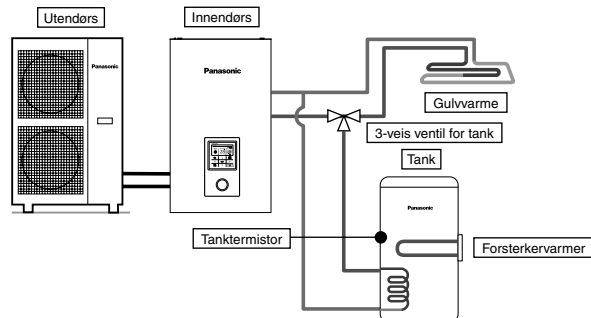 Utendørs
Innendørs
Panasonic
Panasonic
Gulvvarme
3-veis ventil for tank
Tank
Panasonic
Tanktermistor
Forsterkervarmer